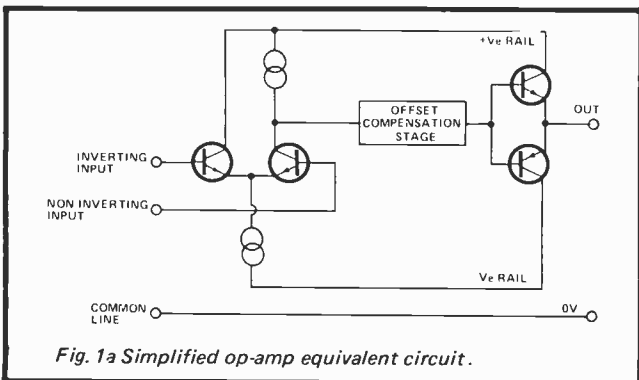 +Ve RAIL
OFFSET
COMPENSATION
STAGE
OUT
INVERTING
INPUT
NON INVERTING
INPUT
Ve RAIL
COMMON
LINE
0V
Fig. 1a Simplified op-amp equivalent circuit.